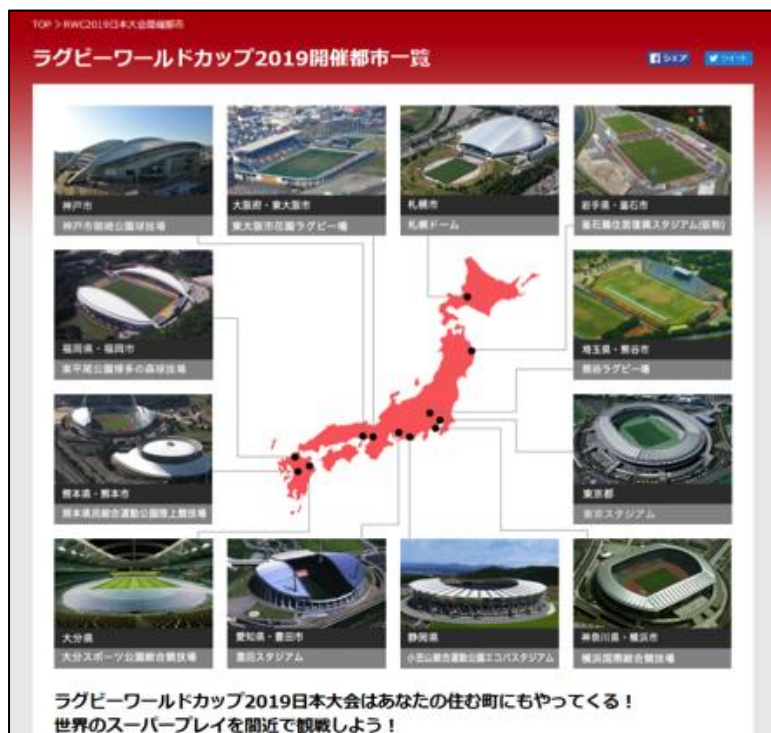 TOP > RWC2019日本大会開催都市
ラグビーワールドカップ2019開催都市一覧
シェア
ツイート
神戸市
神戸市御崎公園球技場
大阪府・東大阪市
東大阪市花園ラグビー場
札幌市
札幌ドーム
岩手県・釜石市
釜石鵜住居復興スタジアム(仮称)
福岡県・福岡市
東平尾公園博多の森球技場
埼玉県・熊谷市
熊谷ラグビー場
熊本県・熊本市
熊本県民総合運動公園陸上競技場
東京都
東京スタジアム
大分県
大分スポーツ公園総合競技場
愛知県・豊田市
豊田スタジアム
静岡県
小笠山総合運動公園エコパスタジアム
神奈川県・横浜市
横浜国際総合競技場
ラグビーワールドカップ2019日本大会はあなたの住む町にもやってくる！
世界のスーパープレイを間近で観戦しよう！